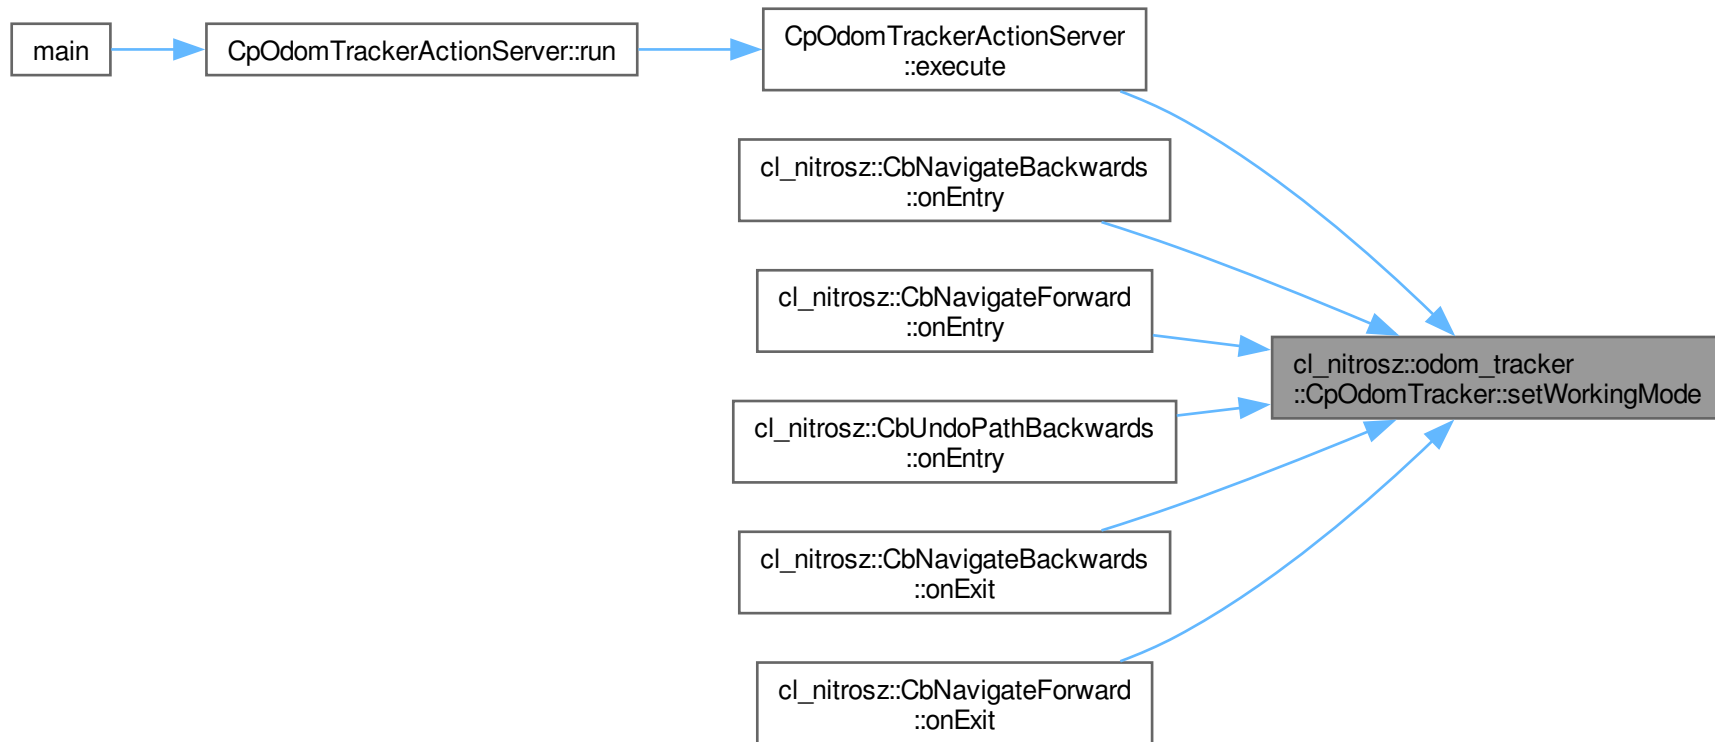 main
CpOdomTrackerActionServer::run
CpOdomTrackerActionServer
::execute
cl_nitrosz::CbNavigateBackwards
::onEntry
cl_nitrosz::CbNavigateForward
::onEntry
cl_nitrosz::CbUndoPathBackwards
::onEntry
cl_nitrosz::CbNavigateBackwards
::onExit
cl_nitrosz::CbNavigateForward
::onExit
cl_nitrosz::odom_tracker
::CpOdomTracker::setWorkingMode